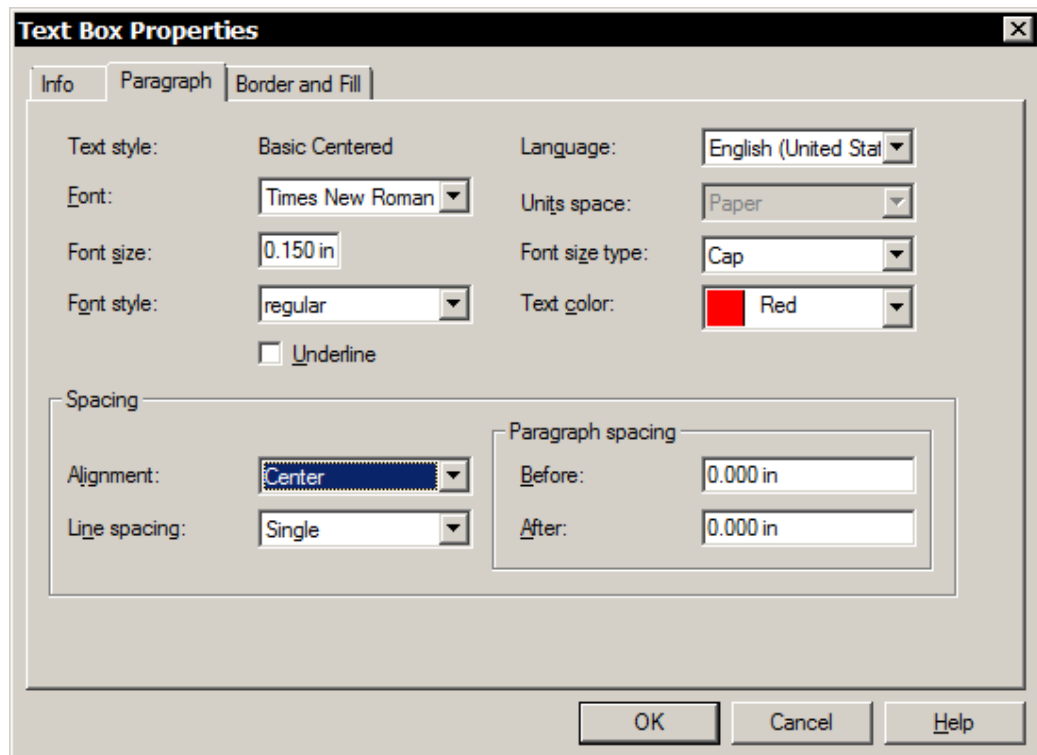 Text Box Properties
Info Paragraph Border and Fill
Text style: Basic Centered Language: English (United Stat
Font: Times New Roman Units space: Paper
Font size: 0.150 in Font size type: Cap
Font style: regular Text color: Red
Underline
Spacing
Paragraph spacing
Alignment: Center Before: 0.000 in
Line spacing: Single After: 0.000 in
OK Cancel Help